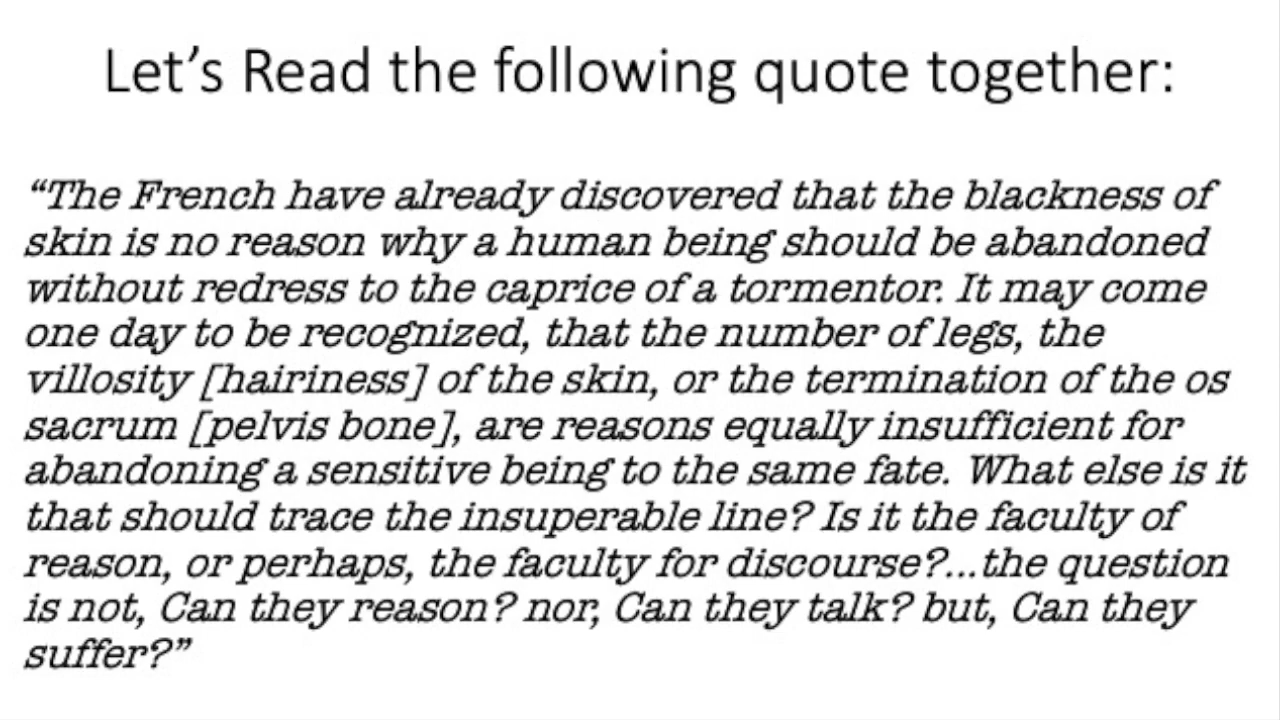 Let’s Read the following quote together:
“The French have already discovered that the blackness of
skin is no reason why a human being should be abandoned
without redress to the caprice of a tormentor. It may come
one day to be recognized, that the number of legs, the
villosity [hairiness] of the skin, or the termination of the os
sacrum [pelvis bone], are reasons equally insufficient for
abandoning a sensitive being to the same fate. What else is it
that should trace the insuperable line? Is it the faculty of
reason, or perhaps, the faculty for discourse?...the question
is not, Can they reason? nor, Can they talk? but, Can they
suffer?”